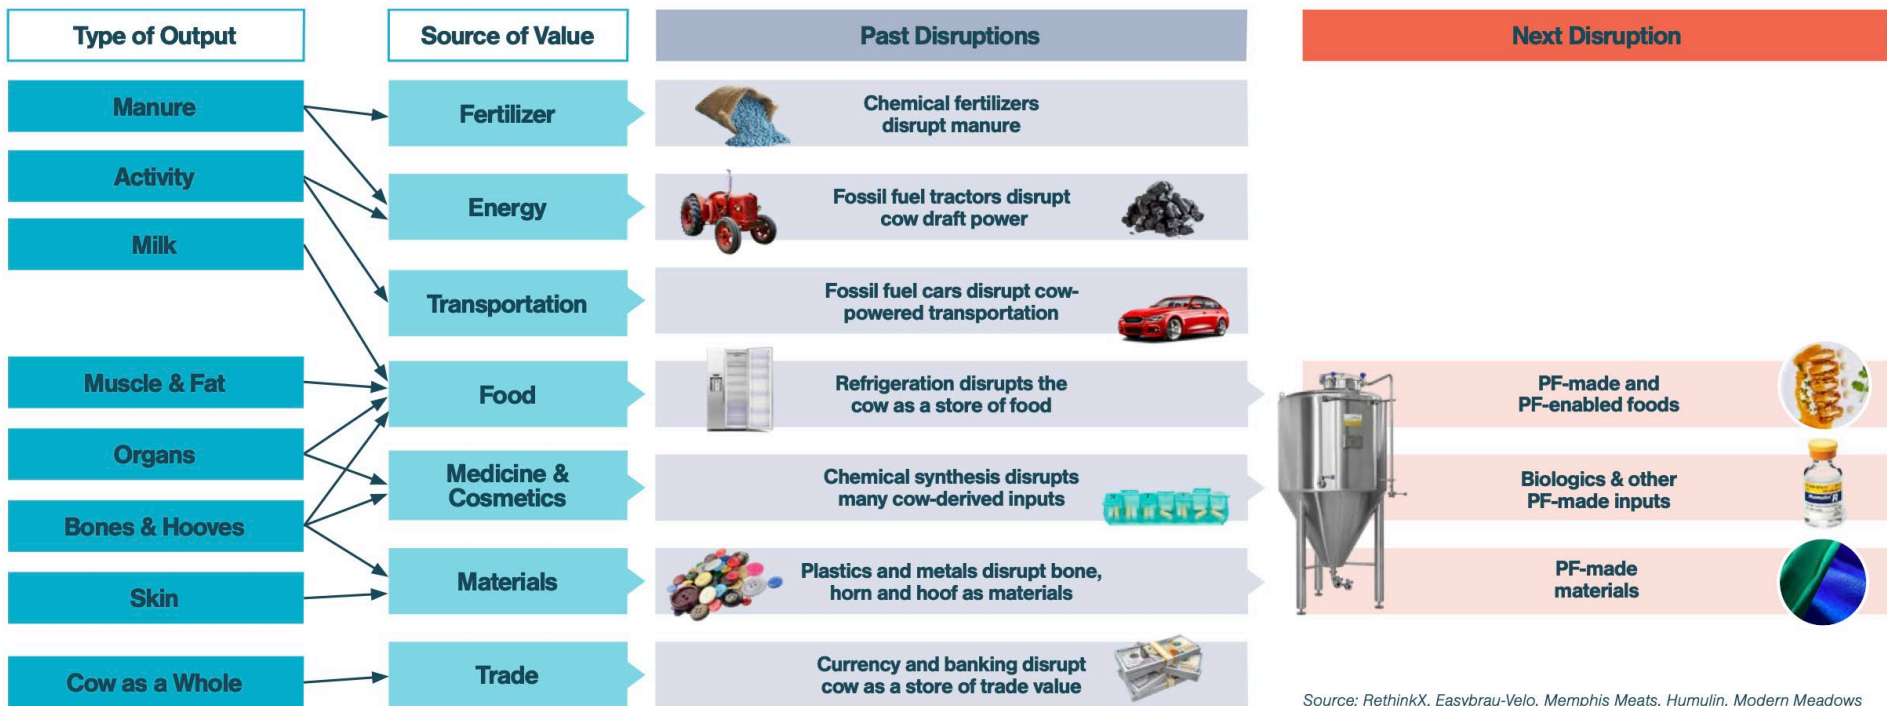 Type of Output
Source of Value
Past Disruptions
Next Disruption
Manure
Activity
Milk
Muscle & Fat
Organs
Bones & Hooves
Skin
Cow as a Whole
Fertilizer
Energy
Transportation
Food
Medicine &
Cosmetics
Materials
Trade
Chemical fertilizers
disrupt manure
Fossil fuel tractors disrupt
cow draft power
Fossil fuel cars disrupt cow-
powered transportation
Refrigeration disrupts the
cow as a store of food
Chemical synthesis disrupts
many cow-derived inputs
Plastics and metals disrupt bone,
horn and hoof as materials
Currency and banking disrupt
cow as a store of trade value
PF-made and
PF-enabled foods
Biologics & other
PF-made inputs
PF-made
materials
Source: RethinkX, Easybrau-Velo, Memphis Meats, Humulin, Modern Meadows